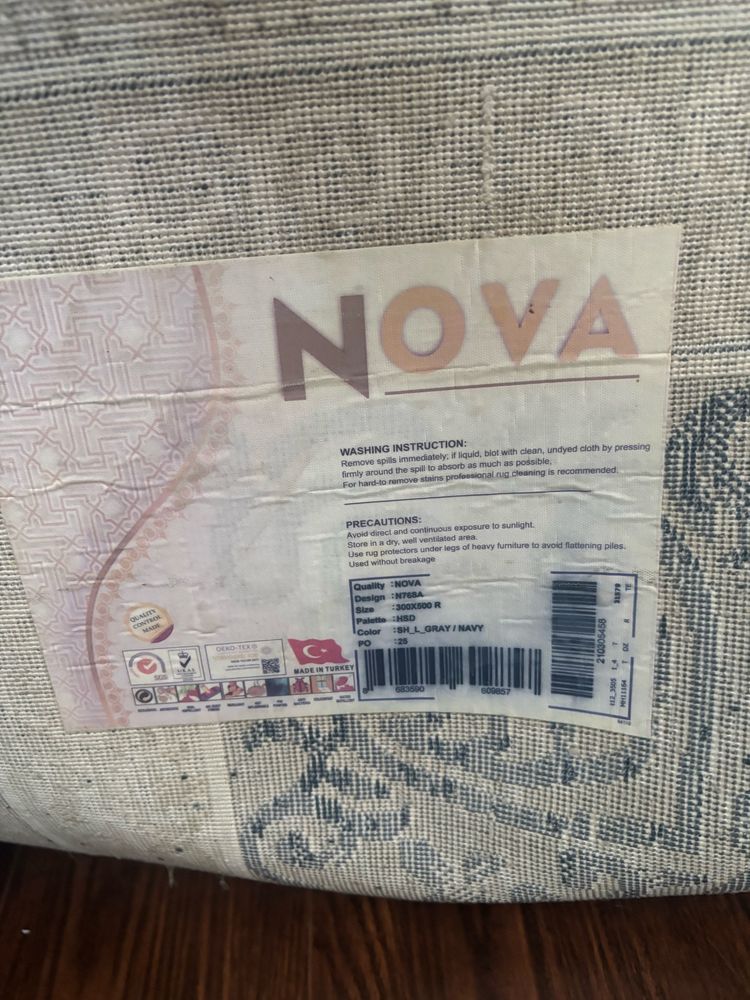 NOVA
WASHING INSTRUCTION:
Remove spills immediately; if liquid, blot with clean, undyed cloth by pressing
firmly around the spill to absorb as much as possible,
For hard-to remove stains professional rug cleaning is recommended.
PRECAUTIONS:
Avoid direct and continuous exposure to sunlight.
Store in a dry, well ventilated area.
Use rug protectors under legs of heavy furniture to avoid flattening piles.
Used without breakage
Quality :NOVA
Design :N768A
Size :300X500 R
Palette :HSD
Color :SH_L_GRAY / NAVY
PO :25
683590 609857
210305458
QUALITY
CONTROL
MADE
SGS
UKAS
OEKO-TEX®
MADE IN TURKEY